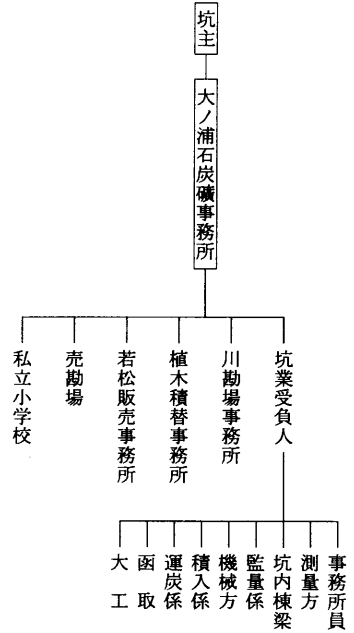 坑主
大ノ浦石炭礦事務所
坑業受負人
川勘場事務所
植木積替事務所
若松販売事務所
売勘場
私立小学校
事務所員
測量方
坑内棟梁
監量係
機械方
積入係
運炭係
函取
大工